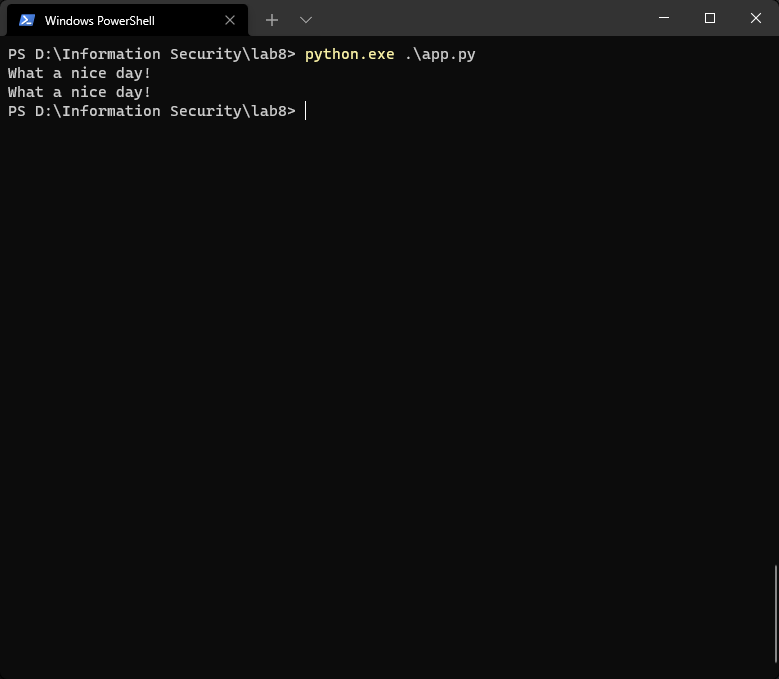 Windows PowerShell
PS D:\Information Security\lab8> python.exe .\app.py
What a nice day!
What a nice day!
PS D:\Information Security\lab8>